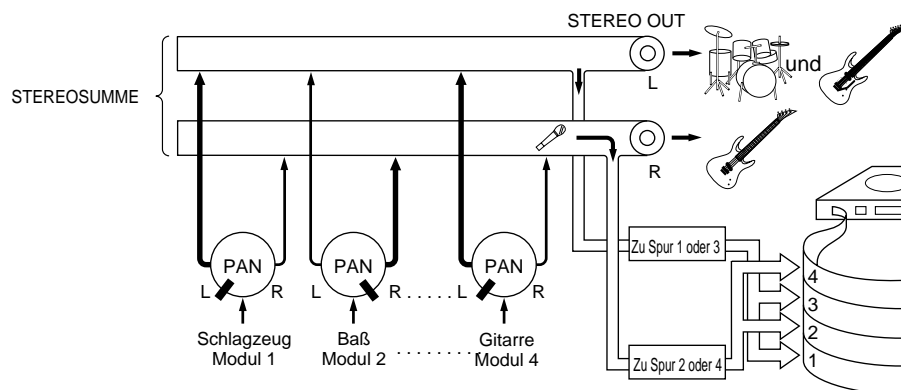 STEREO OUT
und
L
STEREOSUMME
R
Zu Spur 1 oder 3
PAN PAN PAN
L R L R . . . . . L R
4
3
2
1
Schlagzeug Baß Gitarre
Modul 1 Modul 2 . . . . . . . . Modul 4
Zu Spur 2 oder 4